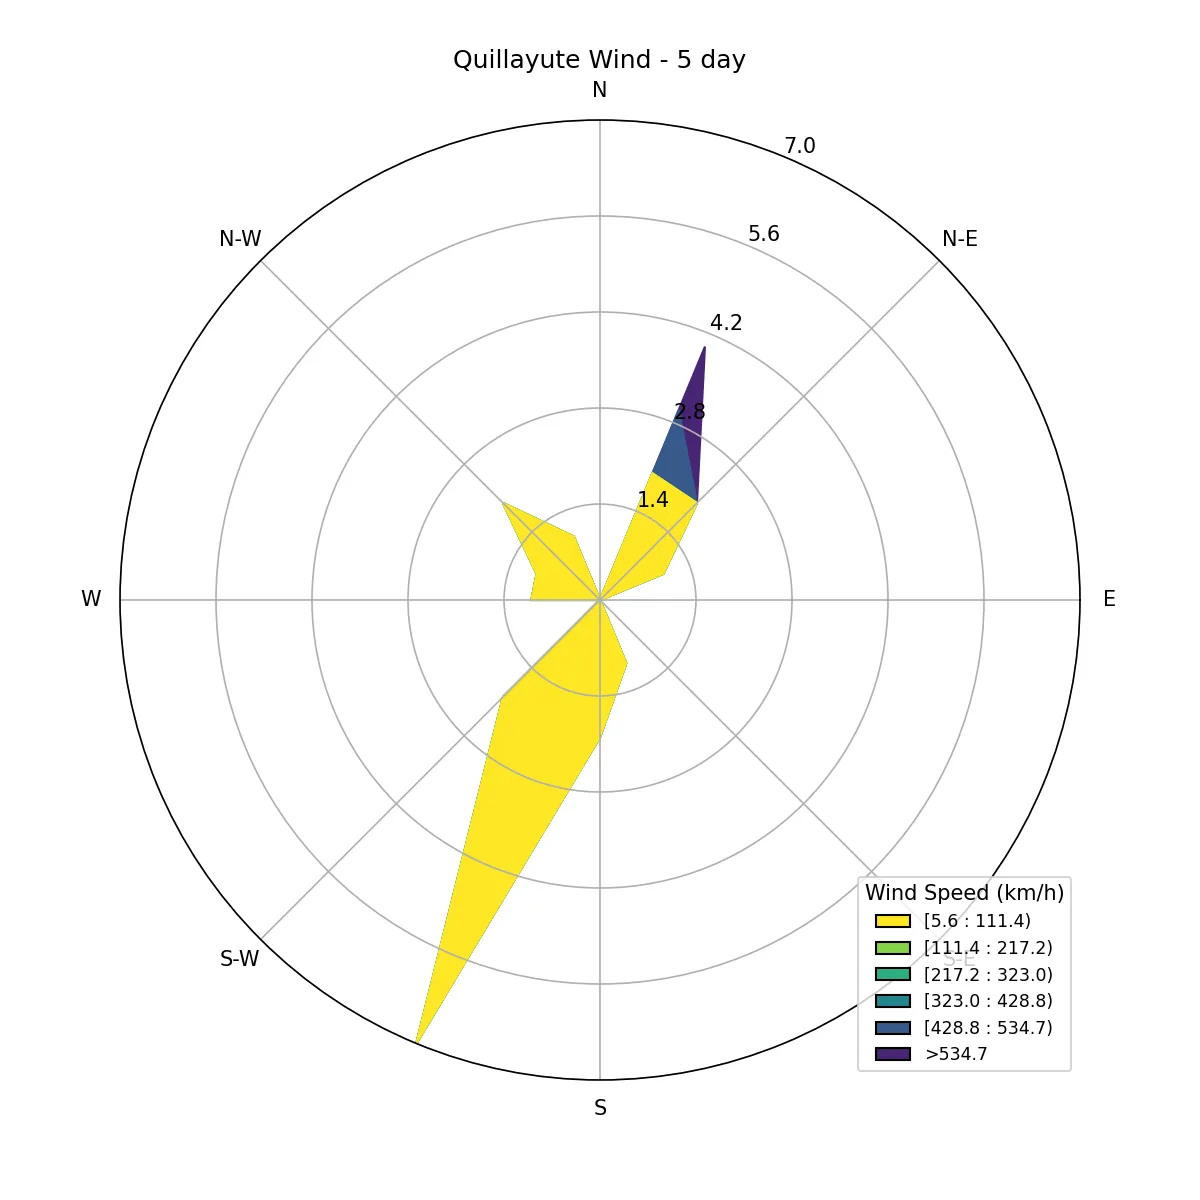 Quillayute Wind - 5 day
N
7.0
N-W
5.6
N-E
4.2
2.8
1.4
W
E
S-W
S-E
S
Wind Speed (km/h)
[5.6 : 111.4)
[111.4 : 217.2)
[217.2 : 323.0)
[323.0 : 428.8)
[428.8 : 534.7)
>534.7